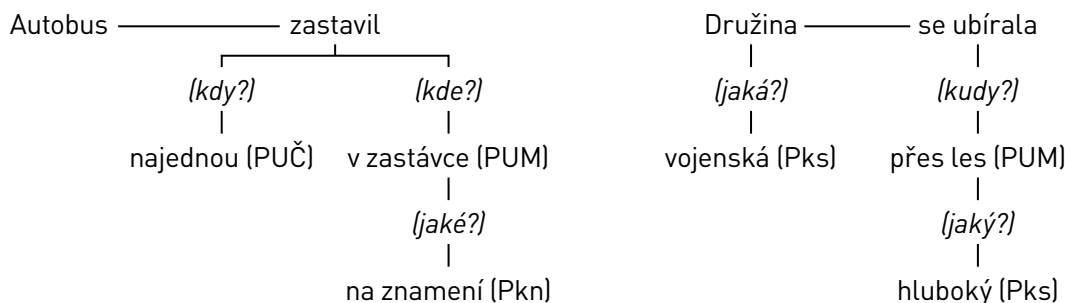 Autobus zastavil Družina se ubírala
(kdy?) (kde?) (jaká?) (kudy?)
najednou (PUČ) v zastávce (PUM) vojenská (Pks) přes les (PUM)
(jaké?) (jaký?)
na znamení (Pkn) hluboký (Pks)